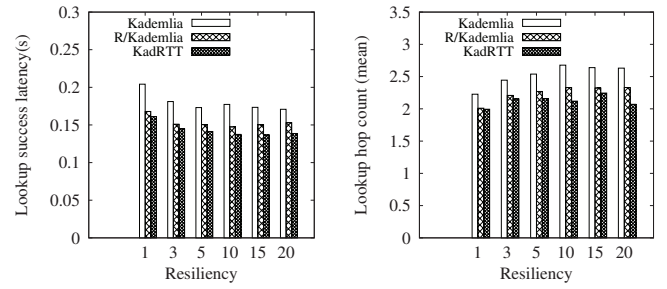 Lookup success latency(s)
0.3
0.25
0.2
0.15
0.1
0.05
0
Kademlia
R/Kademlia
KadRTT
1 3 5 10 15 20
Resiliency
Lookup hop count (mean)
3.5
3
2.5
2
1.5
1
0.5
0
Kademlia
R/Kademlia
KadRTT
1 3 5 10 15 20
Resiliency